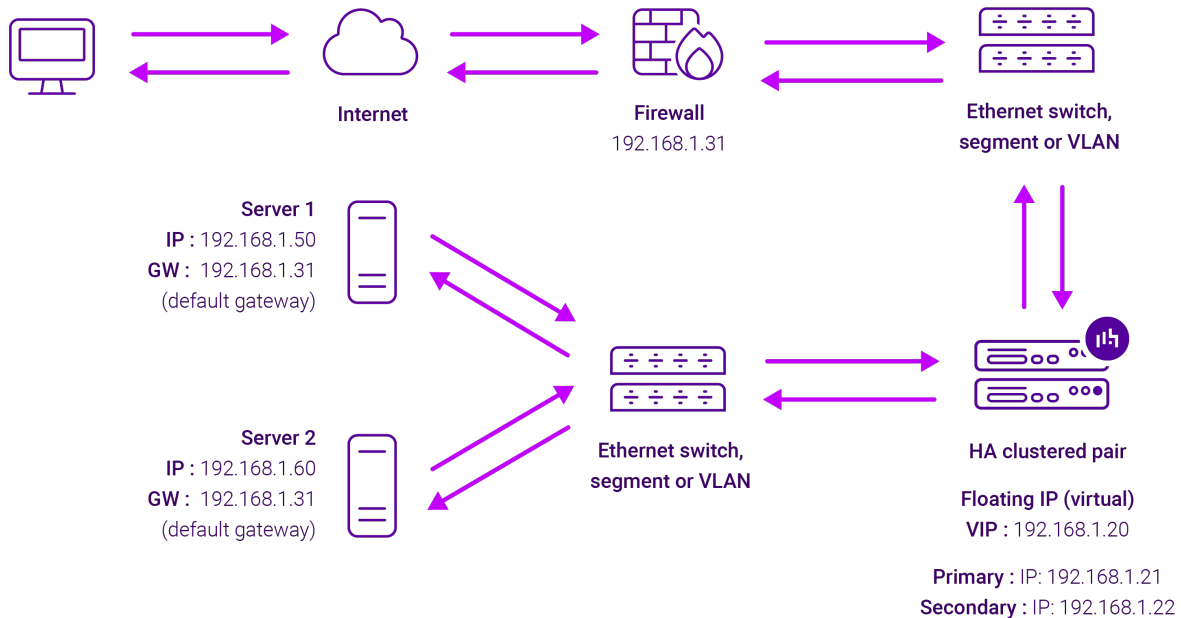 Internet
Firewall
192.168.1.31
Ethernet switch,
segment or VLAN
Server 1
IP : 192.168.1.50
GW : 192.168.1.31
(default gateway)
Server 2
IP : 192.168.1.60
GW : 192.168.1.31
(default gateway)
Ethernet switch,
segment or VLAN
HA clustered pair
Floating IP (virtual)
VIP : 192.168.1.20
Primary : IP: 192.168.1.21
Secondary : IP: 192.168.1.22